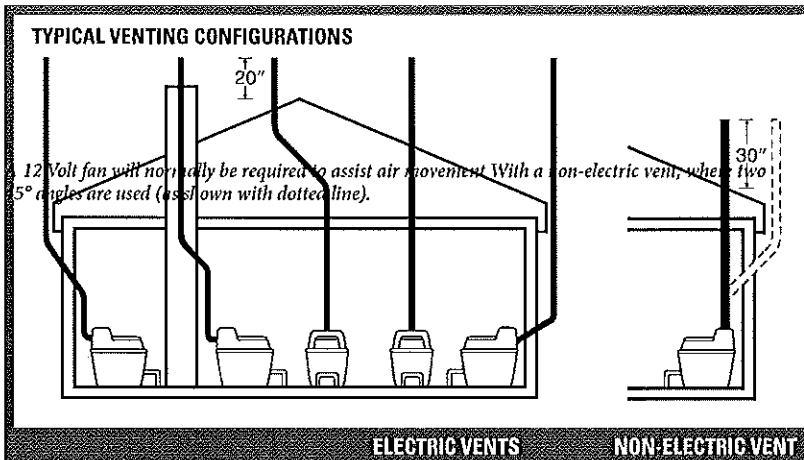 TYPICAL VENTING CONFIGURATIONS
20"
12 Volt fan will normally be required to assist air movement With a non-electric vent, where two
5° angles are used (as shown with dotted line).
30"
ELECTRIC VENTS
NON-ELECTRIC VENT